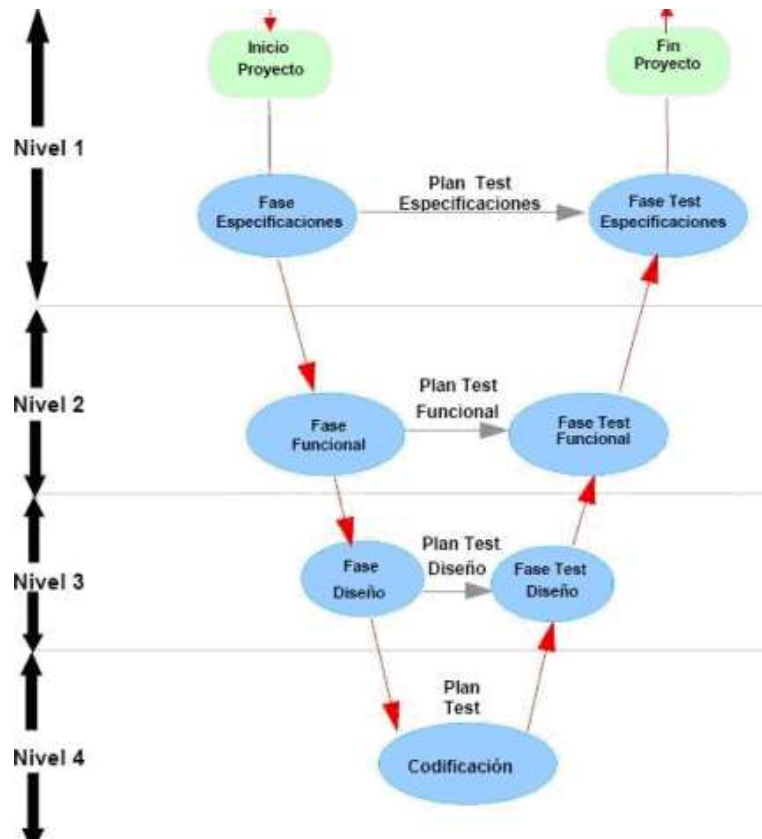 Inicio
Proyecto
Fin
Proyecto
Nivel 1
Fase
Especificaciones
Plan Test
Especificaciones
Fase Test
Especificaciones
Nivel 2
Fase
Funcional
Plan Test
Funcional
Fase Test
Funcional
Nivel 3
Fase
Diseño
Plan Test
Diseño
Fase Test
Diseño
Plan
Test
Nivel 4
Codificación